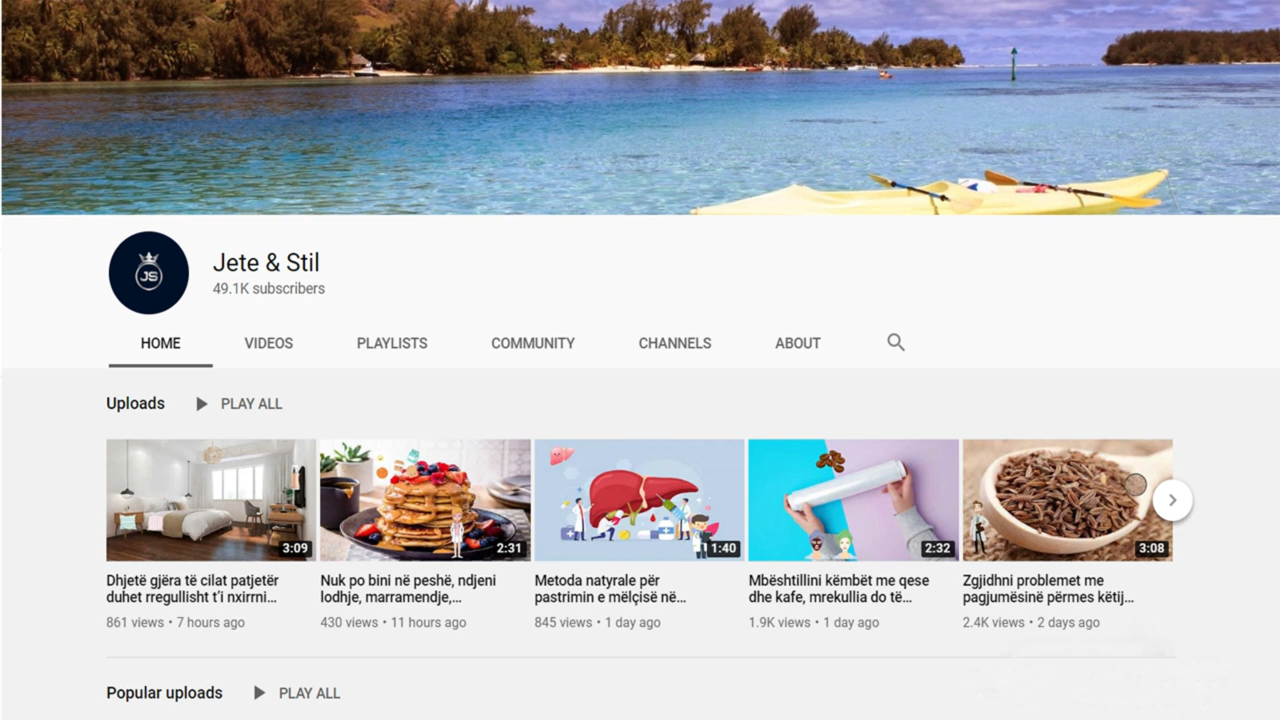 JS
Jete & Stil
49.1K subscribers
HOME VIDEOS PLAYLISTS COMMUNITY CHANNELS ABOUT
Uploads PLAY ALL
3:09 2:31 1:40 2:32 3:08
Dhjetë gjëra të cilat patjetër
duhet rregullisht t'i nxirrni...
861 views • 7 hours ago
Nuk po bini në peshë, ndjeni
lodhje, marramendje,...
430 views • 11 hours ago
Metoda natyrale për
pastrimin e mëlçisë në...
845 views • 1 day ago
Mbështillini këmbët me qese
dhe kafe, mrekullia do të...
1.9K views • 1 day ago
Zgjidhni problemet me
pagjumësinë përmes këtij...
2.4K views • 2 days ago
Popular uploads PLAY ALL